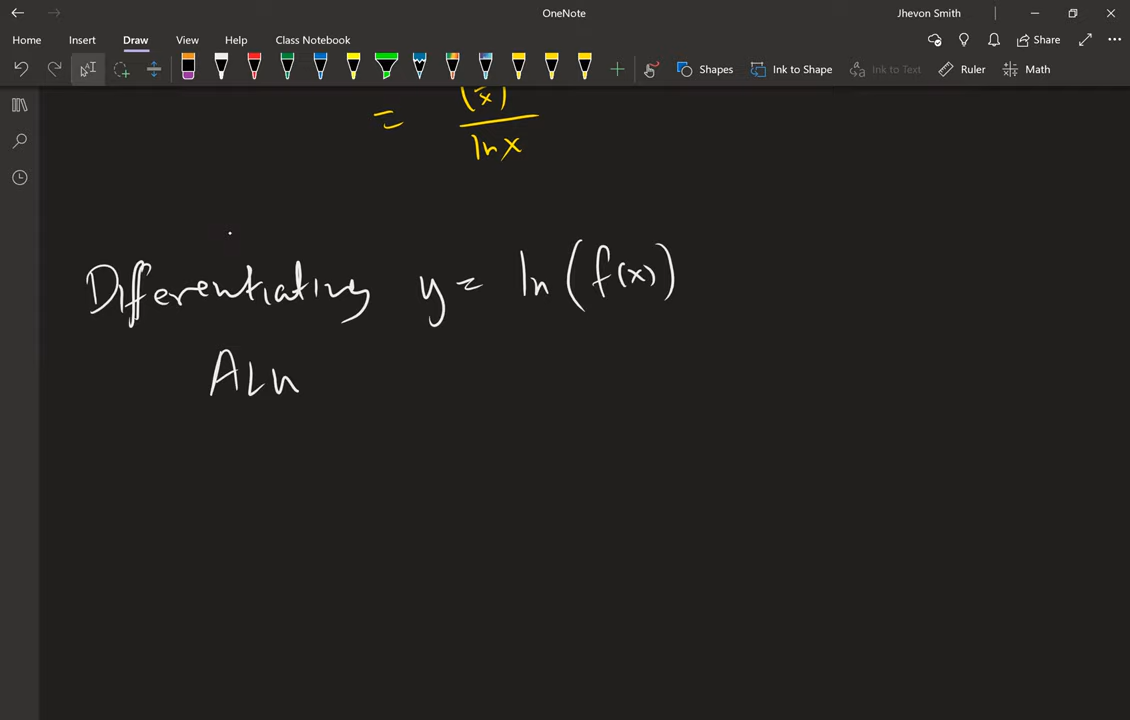 OneNote
Jhevon Smith
Home Insert Draw View Help Class Notebook
Share
Shapes Ink to Shape Ink to Text Ruler Math
= (1/x)
ln x
Differentiating y = ln(f(x))
ALn